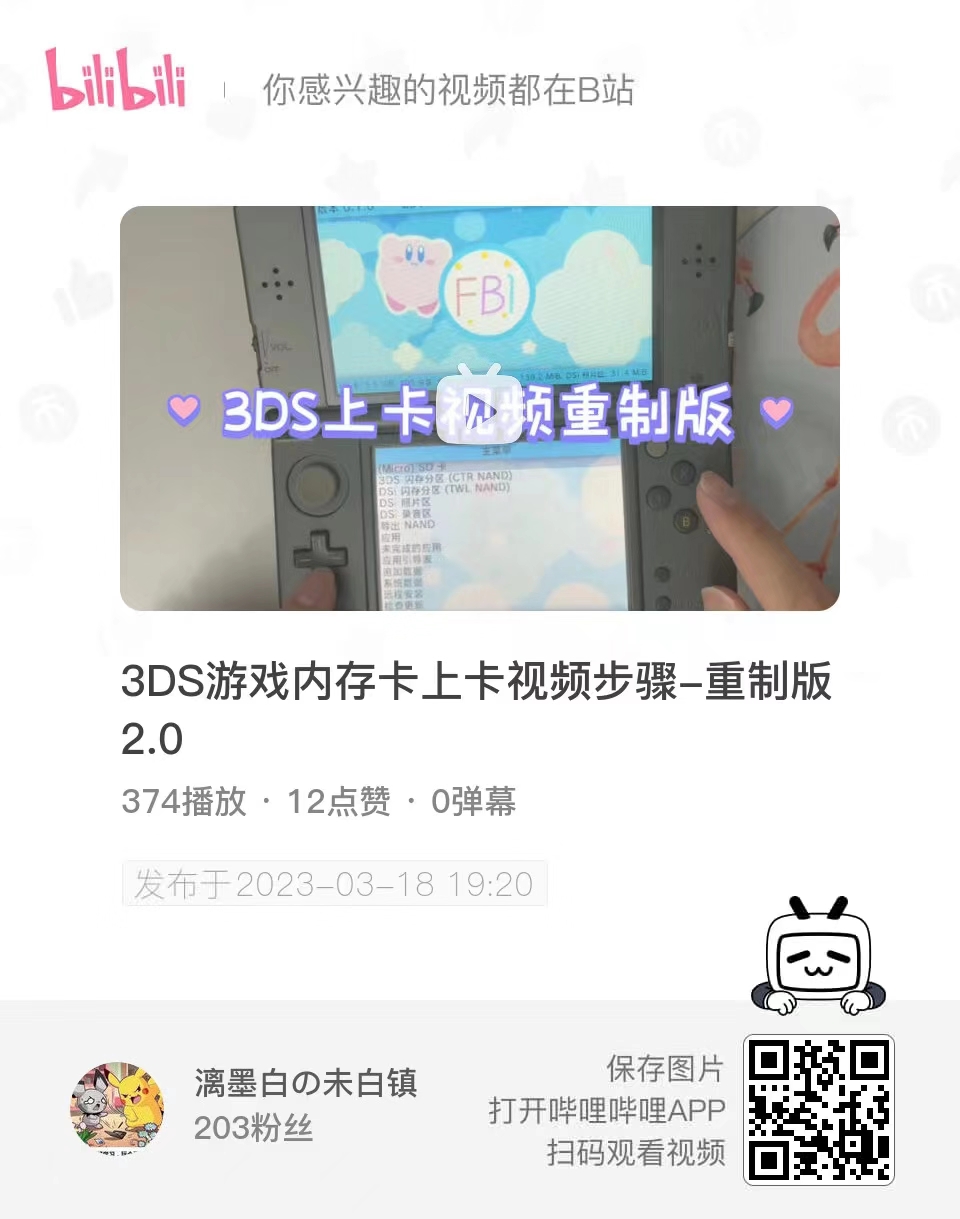 bilibili
你感兴趣的视频都在B站
FBI
VOL
3DS上卡视频重制版
主菜单
(Micro) SD 卡
3DS 闪存分区 (CTR NAND)
DSi 闪存分区 (TWL NAND)
DSi 照片区
DSi 录音区
导出 NAND
应用
未完成的应用
应用引导表
追加数据
系统数据
远程安装
检查更新
B
3DS游戏内存卡上卡视频步骤-重制版
2.0
374播放 · 12点赞 · 0弹幕
发布于2023-03-18 19:20
漓墨白の未白镇
203粉丝
保存图片
打开哔哩哔哩APP
扫码观看视频